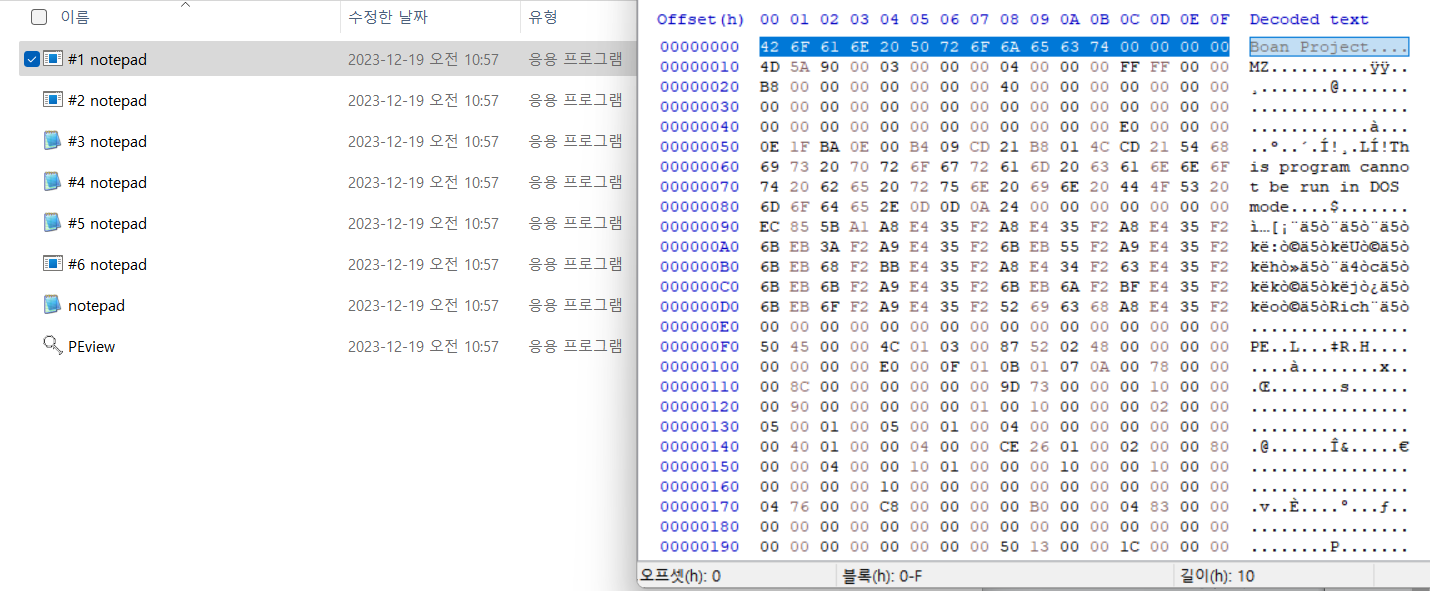 이름 수정한 날짜 유형
#1 notepad 2023-12-19 오전 10:57 응용 프로그램
#2 notepad 2023-12-19 오전 10:57 응용 프로그램
#3 notepad 2023-12-19 오전 10:57 응용 프로그램
#4 notepad 2023-12-19 오전 10:57 응용 프로그램
#5 notepad 2023-12-19 오전 10:57 응용 프로그램
#6 notepad 2023-12-19 오전 10:57 응용 프로그램
notepad 2023-12-19 오전 10:57 응용 프로그램
PEview 2023-12-19 오전 10:57 응용 프로그램
Offset(h) 00 01 02 03 04 05 06 07 08 09 0A 0B 0C 0D 0E 0F Decoded text
00000000 42 6F 61 6E 20 50 72 6F 6A 65 63 74 00 00 00 00 Boan Project....
00000010 4D 5A 90 00 03 00 00 00 04 00 00 00 FF FF 00 00 MZ..........ÿÿ..
00000020 B8 00 00 00 00 00 00 00 40 00 00 00 00 00 00 00 ¸.......@.......
00000030 00 00 00 00 00 00 00 00 00 00 00 00 00 00 00 00 ................
00000040 00 00 00 00 00 00 00 00 00 00 00 00 E0 00 00 00 ............à...
00000050 0E 1F BA 0E 00 B4 09 CD 21 B8 01 4C CD 21 54 68 ..º..´.Í!¸.LÍ!Th
00000060 69 73 20 70 72 6F 67 72 61 6D 20 63 61 6E 6E 6F is program canno
00000070 74 20 62 65 20 72 75 6E 20 69 6E 20 44 4F 53 20 t be run in DOS
00000080 6D 6F 64 65 2E 0D 0D 0A 24 00 00 00 00 00 00 00 mode....$.......
00000090 EC 85 5B A1 A8 E4 35 F2 A8 E4 35 F2 A8 E4 35 F2 ì…[¡¨ä5ò¨ä5ò¨ä5ò
000000A0 6B EB 3A F2 A9 E4 35 F2 6B EB 55 F2 A9 E4 35 F2 kë:ò©ä5òkëUò©ä5ò
000000B0 6B EB 68 F2 BB E4 35 F2 A8 E4 34 F2 63 E4 35 F2 këhò»ä5ò¨ä4òcä5ò
000000C0 6B EB 6B F2 A9 E4 35 F2 6B EB 6A F2 BF E4 35 F2 këkò©ä5òkëjò¿ä5ò
000000D0 6B EB 6F F2 A9 E4 35 F2 52 69 63 68 A8 E4 35 F2 këoò©ä5òRich¨ä5ò
000000E0 00 00 00 00 00 00 00 00 00 00 00 00 00 00 00 00 ................
000000F0 50 45 00 00 4C 01 03 00 87 52 02 48 00 00 00 00 PE..L...‡R.H....
00000100 00 00 00 00 E0 00 0F 01 0B 01 07 0A 00 78 00 00 ....à........x..
00000110 00 8C 00 00 00 00 00 00 9D 73 00 00 00 10 00 00 .Œ.......s......
00000120 00 90 00 00 00 00 00 01 00 10 00 00 00 02 00 00 ................
00000130 05 00 01 00 05 00 01 00 04 00 00 00 00 00 00 00 ................
00000140 00 40 01 00 00 04 00 00 CE 26 01 00 02 00 00 80 .@......Î&.....€
00000150 00 00 04 00 00 10 01 00 00 00 10 00 00 10 00 00 ................
00000160 00 00 00 00 10 00 00 00 00 00 00 00 00 00 00 00 ................
00000170 04 76 00 00 C8 00 00 00 00 B0 00 00 04 83 00 00 .v..È....°...ƒ..
00000180 00 00 00 00 00 00 00 00 00 00 00 00 00 00 00 00 ................
00000190 00 00 00 00 00 00 00 00 50 13 00 00 1C 00 00 00 ........P.......
오프셋(h): 0 블록(h): 0-F 길이(h): 10